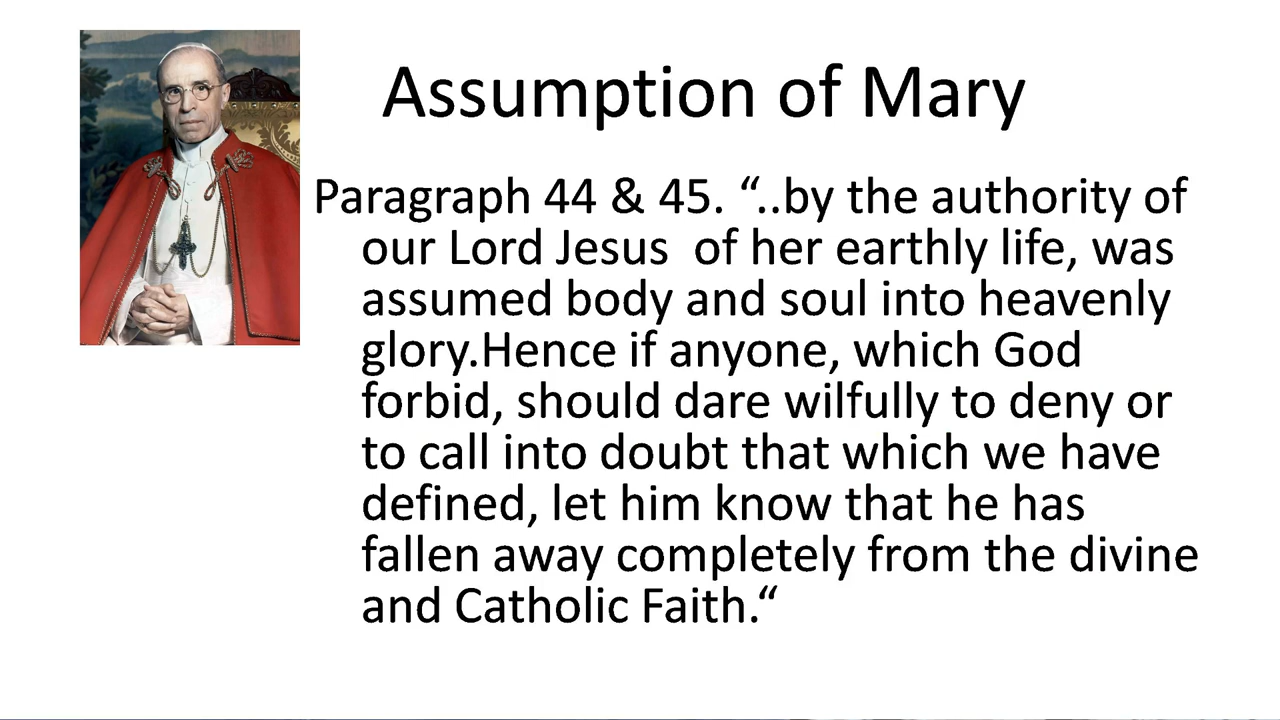 Assumption of Mary
Paragraph 44 & 45. “..by the authority of
our Lord Jesus  of her earthly life, was
assumed body and soul into heavenly
glory.Hence if anyone, which God
forbid, should dare wilfully to deny or
to call into doubt that which we have
defined, let him know that he has
fallen away completely from the divine
and Catholic Faith.“